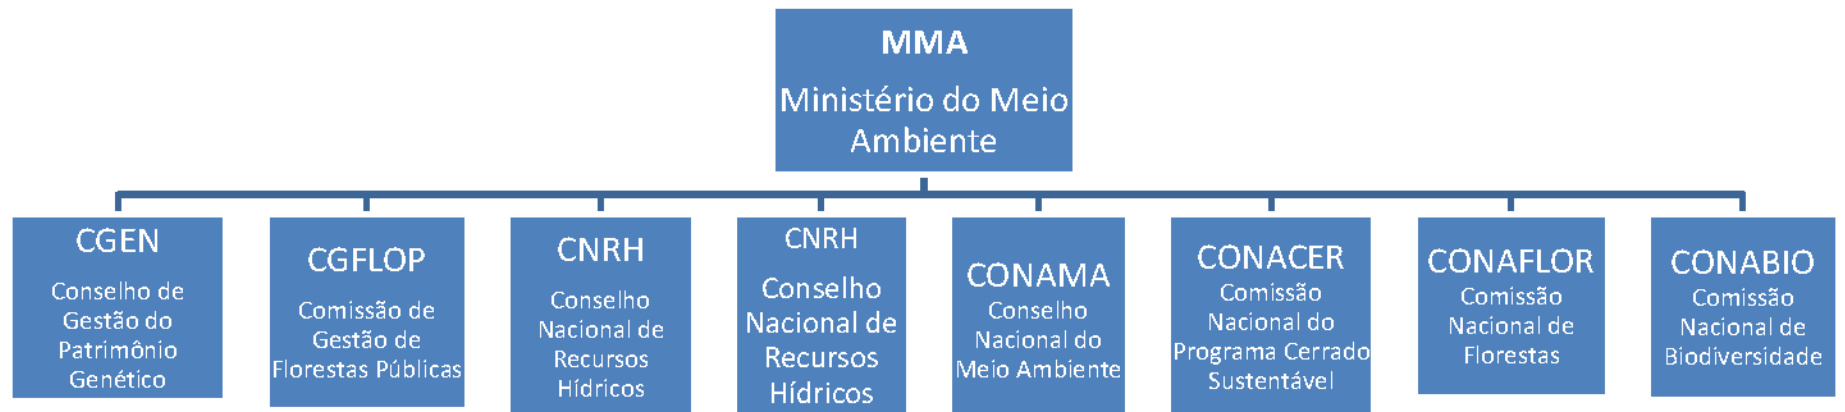 MMA
Ministério do Meio
Ambiente
CGEN
Conselho de
Gestão do
Patrimônio
Genético
CGFLOP
Comissão de
Gestão de
Florestas Públicas
CNRH
Conselho
Nacional de
Recursos
Hídricos
CNRH
Conselho
Nacional de
Recursos
Hídricos
CONAMA
Conselho
Nacional do
Meio Ambiente
CONACER
Comissão
Nacional do
Programa Cerrado
Sustentável
CONAFLOR
Comissão
Nacional de
Florestas
CONABIO
Comissão
Nacional de
Biodiversidade